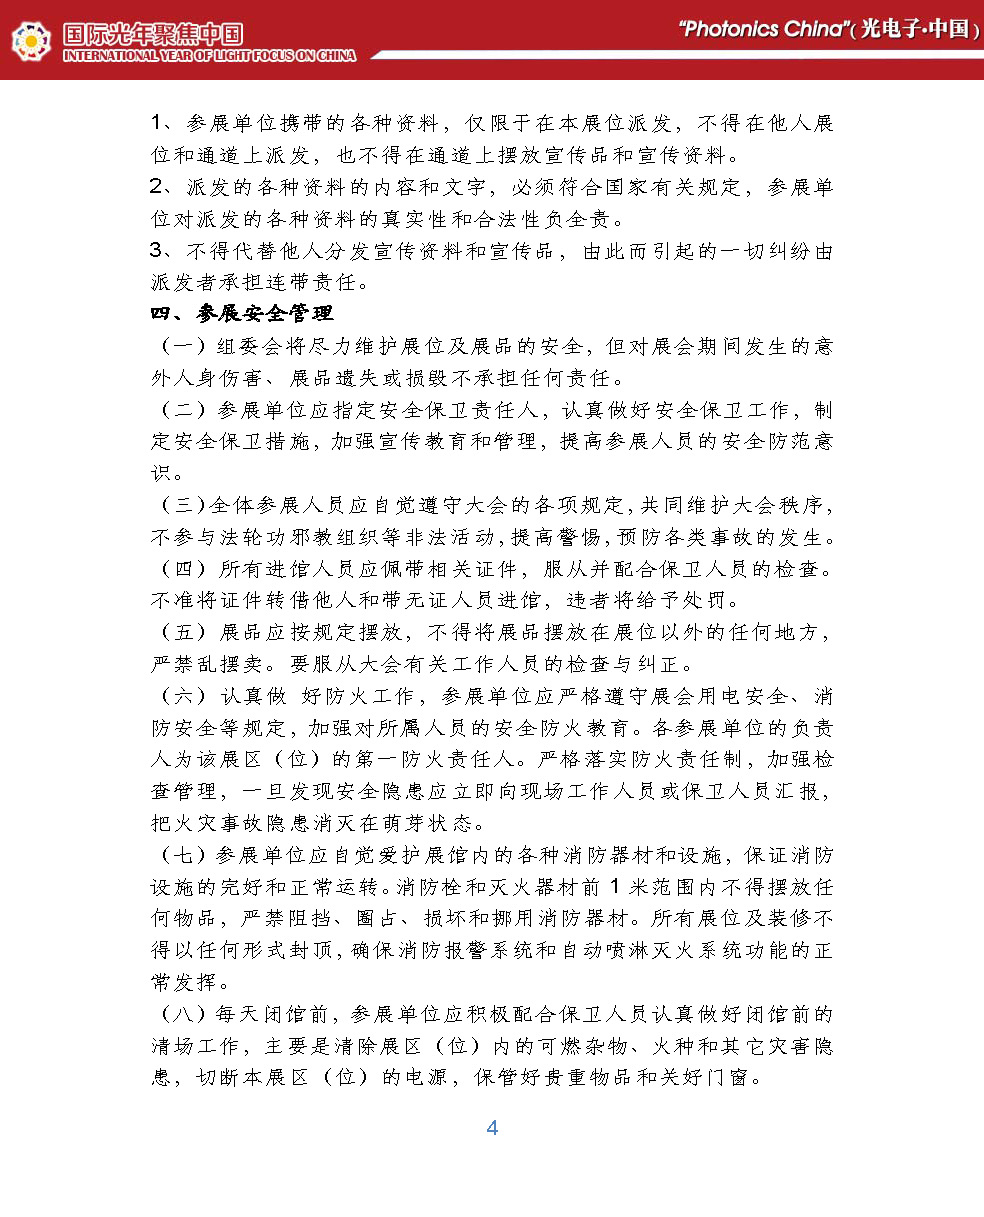 国际光年聚焦中国
INTERNATIONAL YEAR OF LIGHT FOCUS ON CHINA
"Photonics China"(光电子·中国)
1、参展单位携带的各种资料，仅限于在本展位派发，不得在他人展
位和通道上派发，也不得在通道上摆放宣传品和宣传资料。
2、派发的各种资料的内容和文字，必须符合国家有关规定，参展单
位对派发的各种资料的真实性和合法性负全责。
3、不得代替他人分发宣传资料和宣传品，由此而引起的一切纠纷由
派发者承担连带责任。
四、参展安全管理
（一）组委会将尽力维护展位及展品的安全，但对展会期间发生的意
外人身伤害、展品遗失或损毁不承担任何责任。
（二）参展单位应指定安全保卫责任人，认真做好安全保卫工作，制
定安全保卫措施，加强宣传教育和管理，提高参展人员的安全防范意
识。
（三）全体参展人员应自觉遵守大会的各项规定，共同维护大会秩序，
不参与法轮功邪教组织等非法活动，提高警惕，预防各类事故的发生。
（四）所有进馆人员应佩带相关证件，服从并配合保卫人员的检查。
不准将证件转借他人和带无证人员进馆，违者将给予处罚。
（五）展品应按规定摆放，不得将展品摆放在展位以外的任何地方，
严禁乱摆卖。要服从大会有关工作人员的检查与纠正。
（六）认真做 好防火工作，参展单位应严格遵守展会用电安全、消
防安全等规定，加强对所属人员的安全防火教育。各参展单位的负责
人为该展区（位）的第一防火责任人。严格落实防火责任制，加强检
查管理，一旦发现安全隐患应立即向现场工作人员或保卫人员汇报，
把火灾事故隐患消灭在萌芽状态。
（七）参展单位应自觉爱护展馆内的各种消防器材和设施，保证消防
设施的完好和正常运转。消防栓和灭火器材前 1 米范围内不得摆放任
何物品，严禁阻挡、圈占、损坏和挪用消防器材。所有展位及装修不
得以任何形式封顶，确保消防报警系统和自动喷淋灭火系统功能的正
常发挥。
（八）每天闭馆前，参展单位应积极配合保卫人员认真做好闭馆前的
清场工作，主要是清除展区（位）内的可燃杂物、火种和其它灾害隐
患，切断本展区（位）的电源，保管好贵重物品和关好门窗。
4